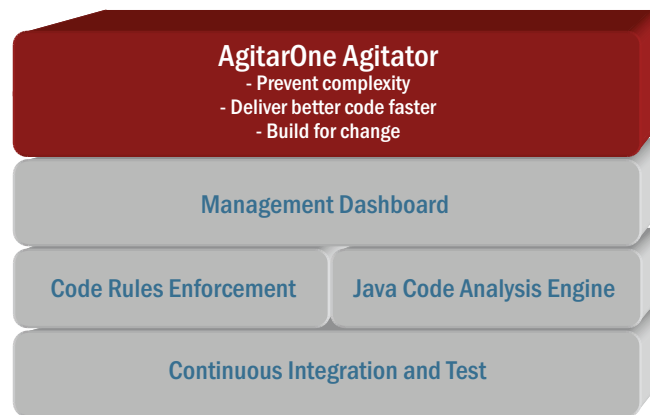 AgitarOne Agitator
- Prevent complexity
- Deliver better code faster
- Build for change
Management Dashboard
Code Rules Enforcement
Java Code Analysis Engine
Continuous Integration and Test